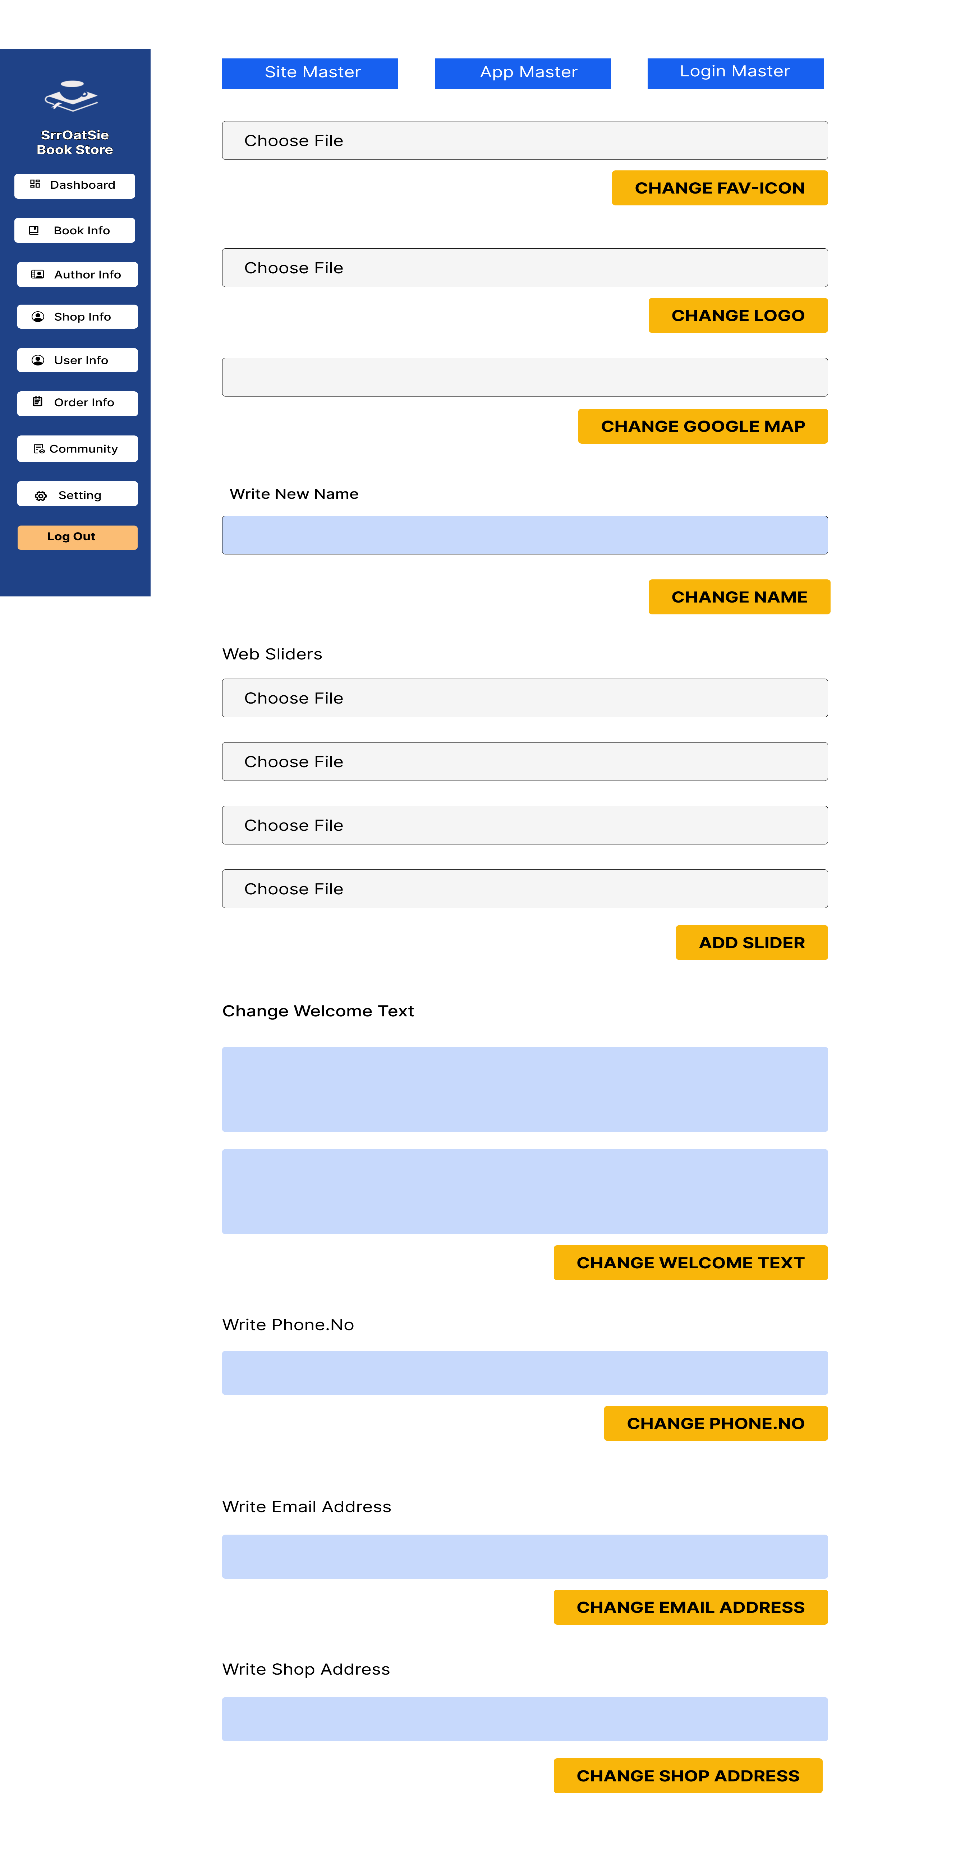 SrrOatSie
Book Store
Dashboard
Book Info
Author Info
Shop Info
User Info
Order Info
Community
Setting
Log Out
Site Master
App Master
Login Master
Choose File
CHANGE FAV-ICON
Choose File
CHANGE LOGO
CHANGE GOOGLE MAP
Write New Name
CHANGE NAME
Web Sliders
Choose File
Choose File
Choose File
Choose File
ADD SLIDER
Change Welcome Text
CHANGE WELCOME TEXT
Write Phone.No
CHANGE PHONE.NO
Write Email Address
CHANGE EMAIL ADDRESS
Write Shop Address
CHANGE SHOP ADDRESS